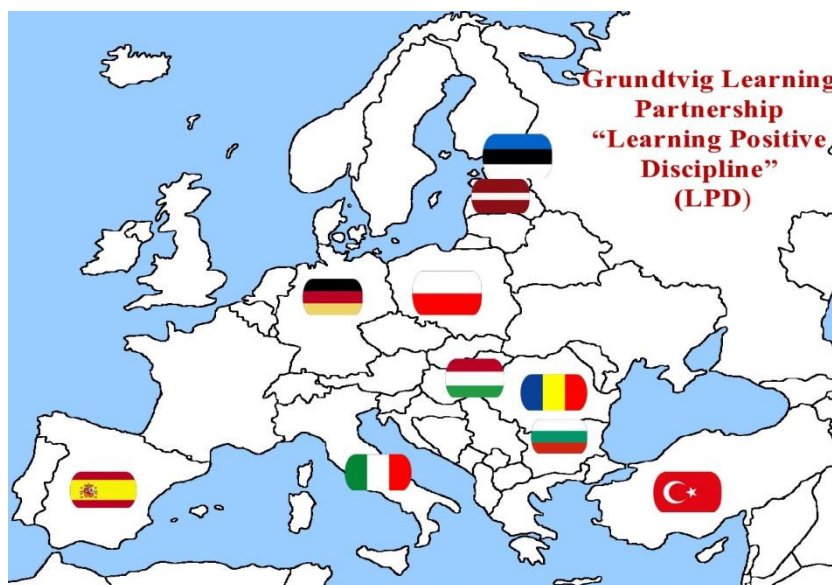 Grundtvig Learning
Partnership
“Learning Positive
Discipline”
(LPD)